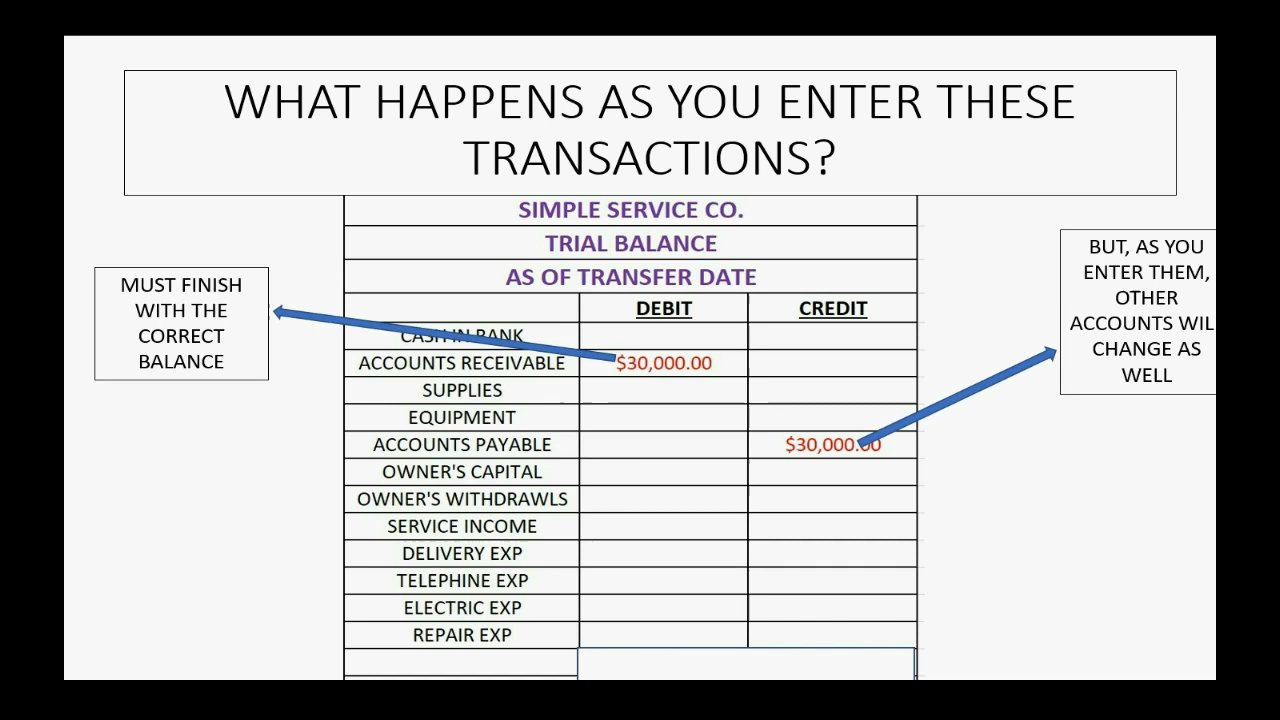 WHAT HAPPENS AS YOU ENTER THESE
TRANSACTIONS?
SIMPLE SERVICE CO.
TRIAL BALANCE
AS OF TRANSFER DATE
DEBIT CREDIT
CASH IN BANK
ACCOUNTS RECEIVABLE $30,000.00
SUPPLIES
EQUIPMENT
ACCOUNTS PAYABLE $30,000.00
OWNER'S CAPITAL
OWNER'S WITHDRAWLS
SERVICE INCOME
DELIVERY EXP
TELEPHINE EXP
ELECTRIC EXP
REPAIR EXP
MUST FINISH
WITH THE
CORRECT
BALANCE
BUT, AS YOU
ENTER THEM,
OTHER
ACCOUNTS WIL
CHANGE AS
WELL